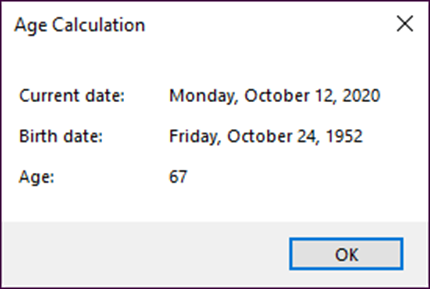 Age Calculation
Current date: Monday, October 12, 2020
Birth date: Friday, October 24, 1952
Age: 67
OK